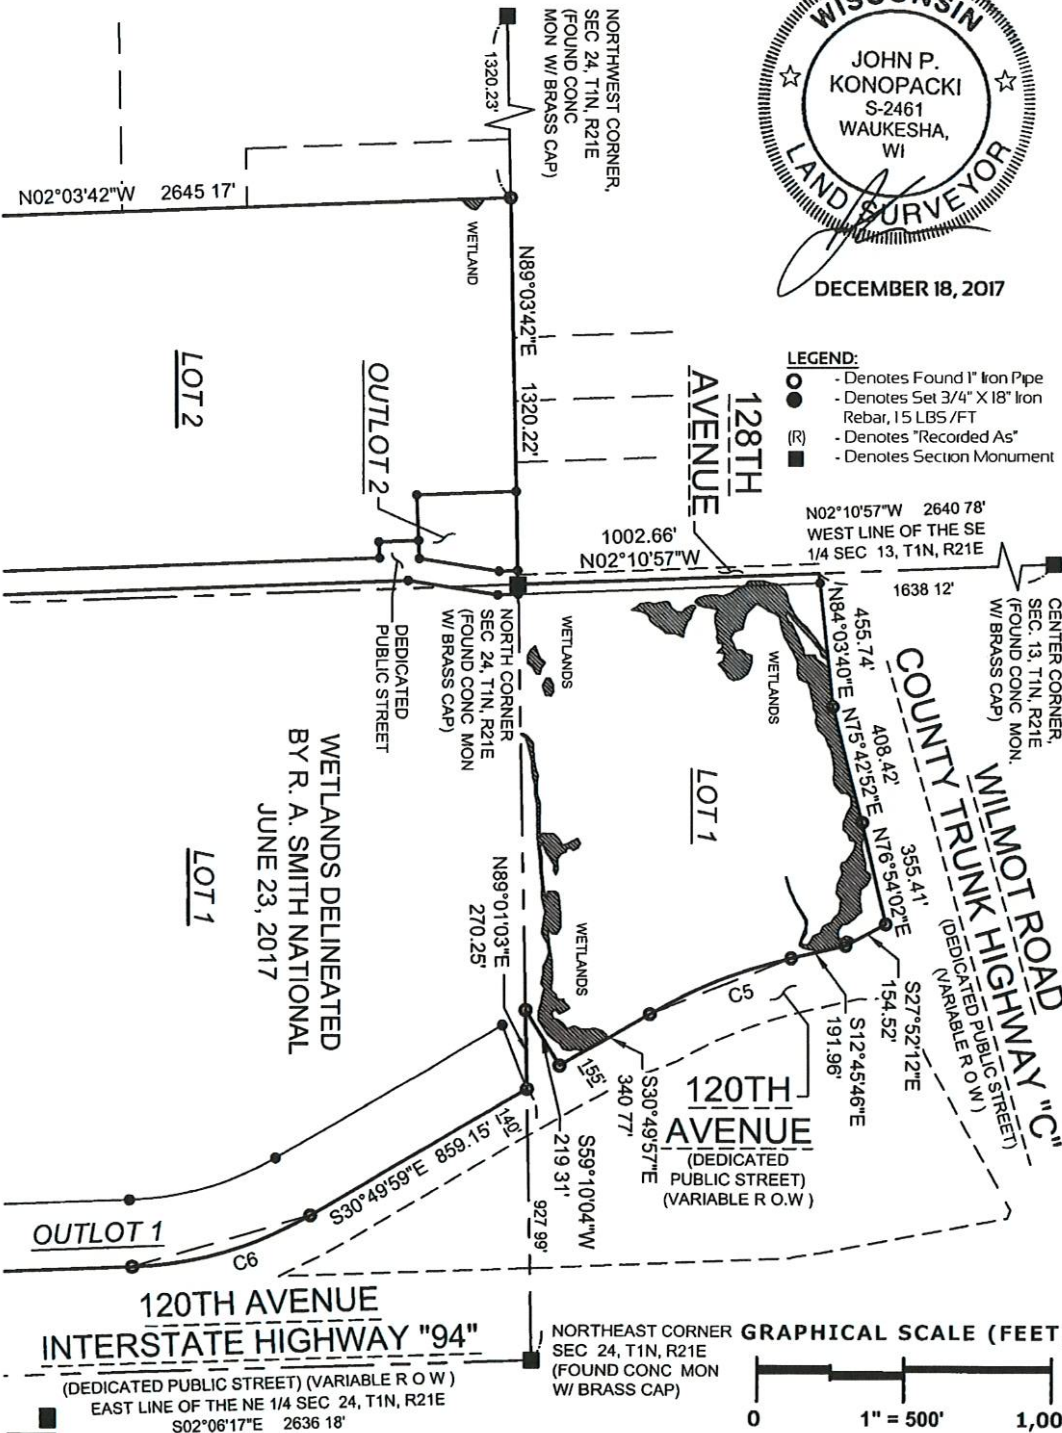 WISCONSIN
JOHN P.
KONOPACKI
S-2461
WAUKESHA,
WI
LAND SURVEYOR
DECEMBER 18, 2017
LEGEND:
- Denotes Found 1" Iron Pipe
- Denotes Set 3/4" X 18" Iron
Rebar, 1 5 LBS/FT
(R) - Denotes "Recorded As"
- Denotes Section Monument
NORTHWEST CORNER,
SEC 24, T1N, R21E
(FOUND CONC
MON W/ BRASS CAP)
1320.23'
N02°03'42"W 2645 17'
WETLAND
N89°03'42"E 1320.22'
LOT 2
OUTLOT 2
128TH
AVENUE
1002.66'
N02°10'57"W
N02°10'57"W 2640 78'
WEST LINE OF THE SE
1/4 SEC 13, T1N, R21E
1638 12'
CENTER CORNER,
SEC. 13, T1N, R21E
(FOUND CONC MON.
W/ BRASS CAP)
N84°03'40"E
455.74'
N75°42'52"E
408.42'
N76°54'02"E
355.41'
WILMOT ROAD
COUNTY TRUNK HIGHWAY "C"
(DEDICATED PUBLIC STREET)
(VARIABLE R O W )
DEDICATED
PUBLIC STREET
NORTH CORNER
SEC 24, T1N, R21E
(FOUND CONC MON
W/ BRASS CAP)
WETLANDS
WETLANDS
LOT 1
WETLANDS DELINEATED
BY R. A. SMITH NATIONAL
JUNE 23, 2017
LOT 1
N89°01'03"E
270.25'
WETLANDS
C5
S27°52'12"E
154.52'
S12°45'46"E
191.96'
S30°49'57"E
340 77'
155'
120TH
AVENUE
(DEDICATED
PUBLIC STREET)
(VARIABLE R O.W )
S59°10'04"W
219 31'
140'
927 99'
S30°49'59"E 859.15'
C6
OUTLOT 1
120TH AVENUE
INTERSTATE HIGHWAY "94"
(DEDICATED PUBLIC STREET) (VARIABLE R O W )
EAST LINE OF THE NE 1/4 SEC 24, T1N, R21E
S02°06'17"E 2636 18'
NORTHEAST CORNER
SEC 24, T1N, R21E
(FOUND CONC MON
W/ BRASS CAP)
GRAPHICAL SCALE (FEET
0 1" = 500' 1,00